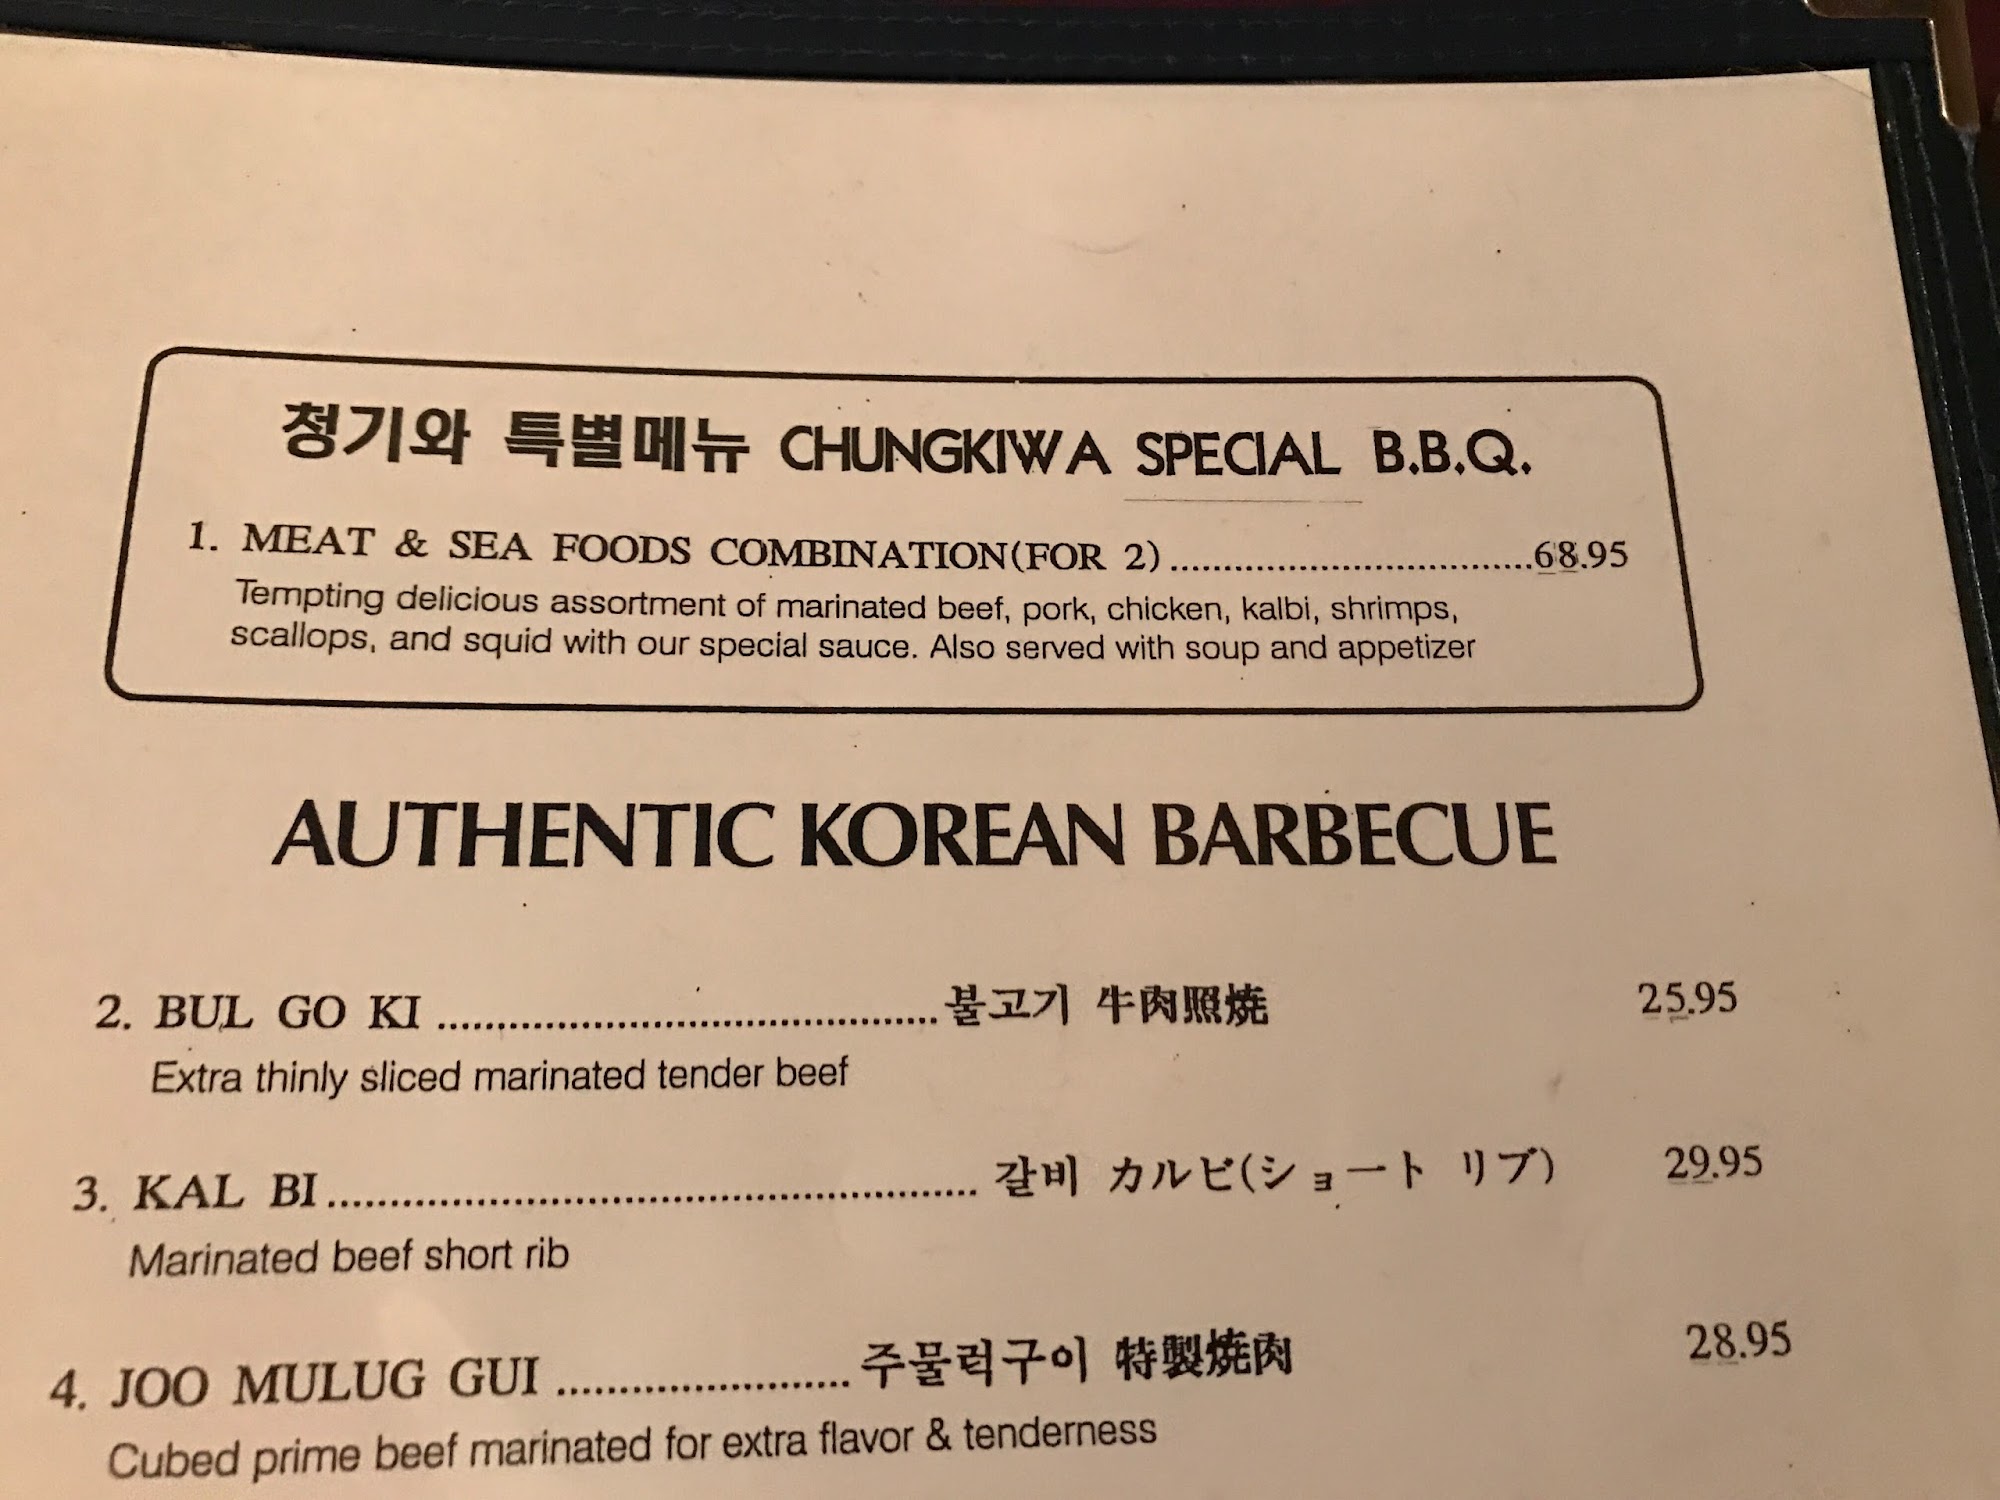 청기와 특별메뉴 CHUNGKIWA SPECIAL B.B.Q.
1. MEAT & SEA FOODS COMBINATION(FOR 2)..................................68.95
Tempting delicious assortment of marinated beef, pork, chicken, kalbi, shrimps,
scallops, and squid with our special sauce. Also served with soup and appetizer
AUTHENTIC KOREAN BARBECUE
2. BUL GO KI ..........................................불고기 牛肉照焼 25.95
Extra thinly sliced marinated tender beef
3. KAL BI...................................................... 갈비 カルビ(ショート リブ) 29.95
Marinated beef short rib
4. JOO MULUG GUI ......................... 주물럭구이 特製焼肉 28.95
Cubed prime beef marinated for extra flavor & tenderness